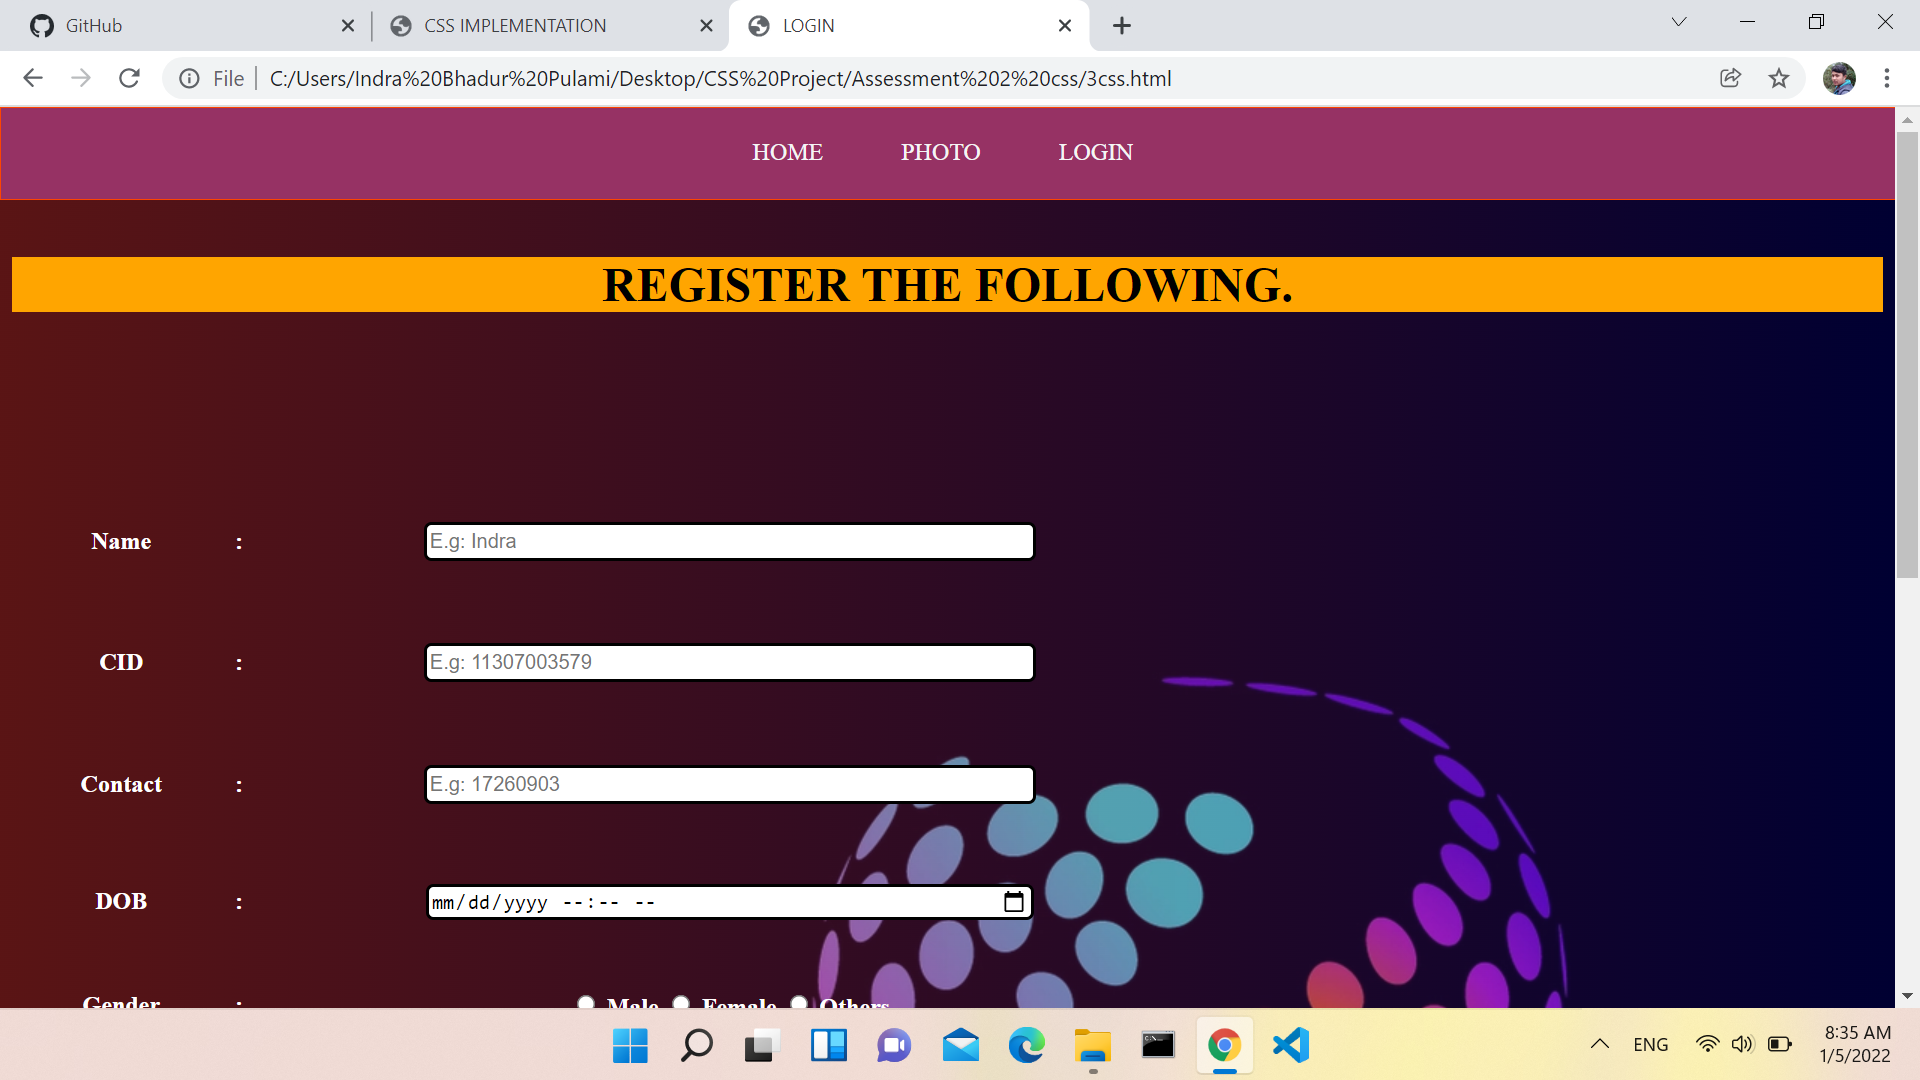 GitHub
CSS IMPLEMENTATION
LOGIN
File
C:/Users/Indra%20Bhadur%20Pulami/Desktop/CSS%20Project/Assessment%202%20css/3css.html
HOME PHOTO LOGIN
REGISTER THE FOLLOWING.
Name : E.g: Indra
CID : E.g: 11307003579
Contact : E.g: 17260903
DOB : mm/dd/yyyy --:-- --
Gender : Male Female Others
ENG
8:35 AM
1/5/2022